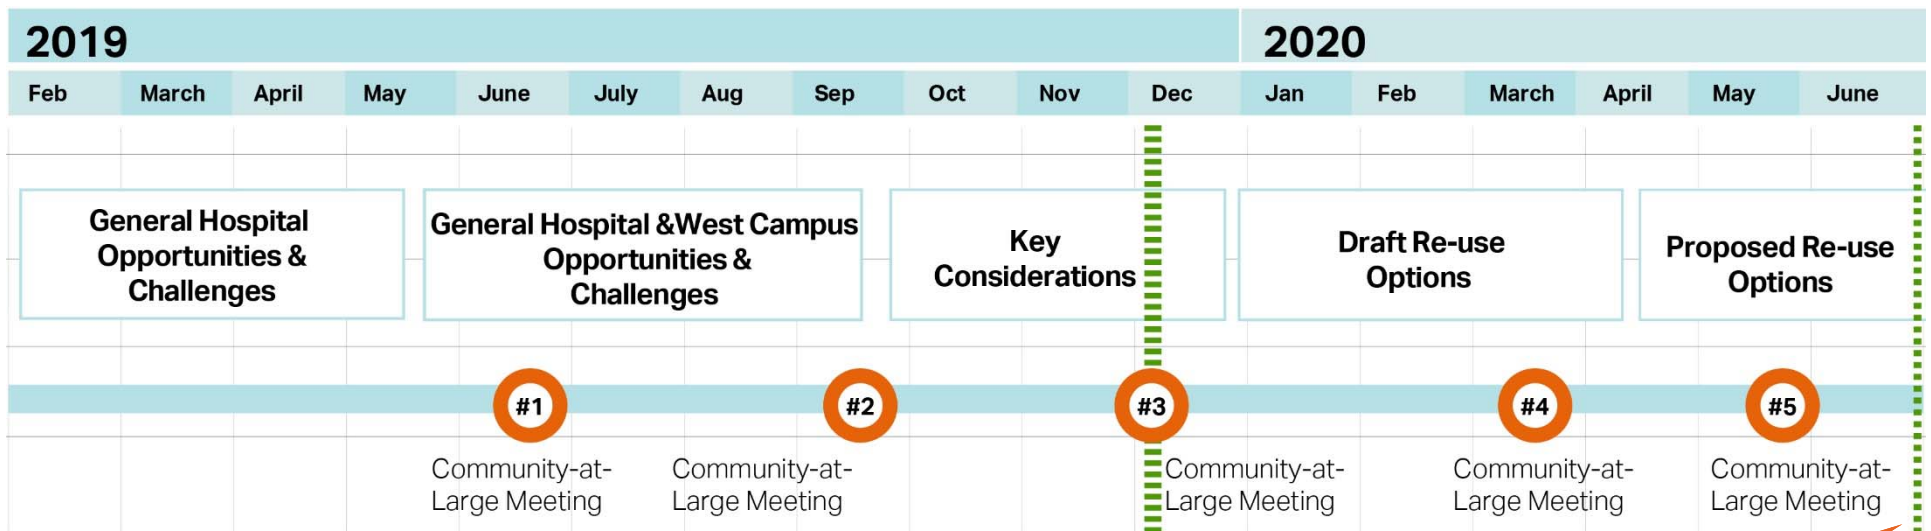 2019
2020
Feb March April May June July Aug Sep Oct Nov Dec Jan Feb March April May June
General Hospital
Opportunities &
Challenges
General Hospital &West Campus
Opportunities &
Challenges
Key
Considerations
Draft Re-use
Options
Proposed Re-use
Options
#1
#2
#3
#4
#5
Community-at-
Large Meeting
Community-at-
Large Meeting
Community-at-
Large Meeting
Community-at-
Large Meeting
Community-at-
Large Meeting